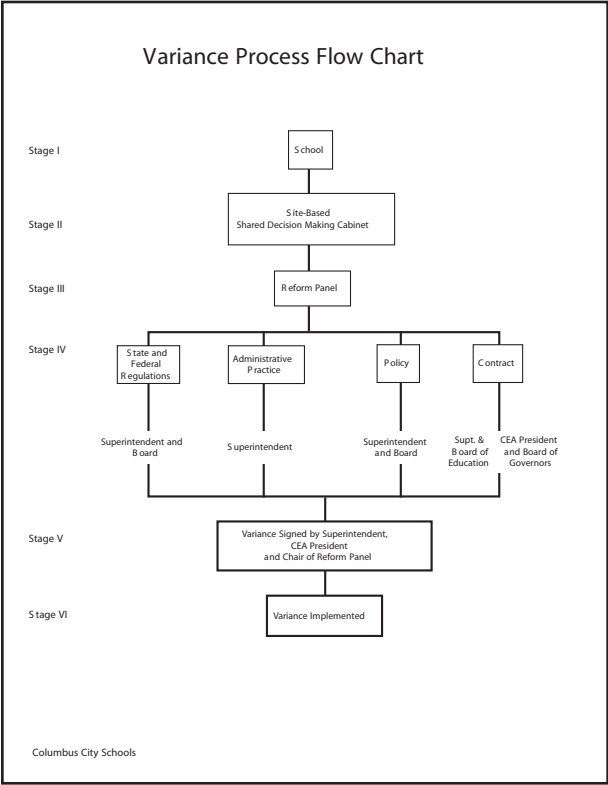 Variance Process Flow Chart
Stage I
School
Stage II
Site-Based
Shared Decision Making Cabinet
Stage III
Reform Panel
Stage IV
State and
Federal
Regulations
Administrative
Practice
Policy
Contract
Superintendent and
Board
Superintendent
Superintendent
and Board
Supt. &
Board of
Education
CEA President
and Board of
Governors
Stage V
Variance Signed by Superintendent,
CEA President
and Chair of Reform Panel
Stage VI
Variance Implemented
Columbus City Schools